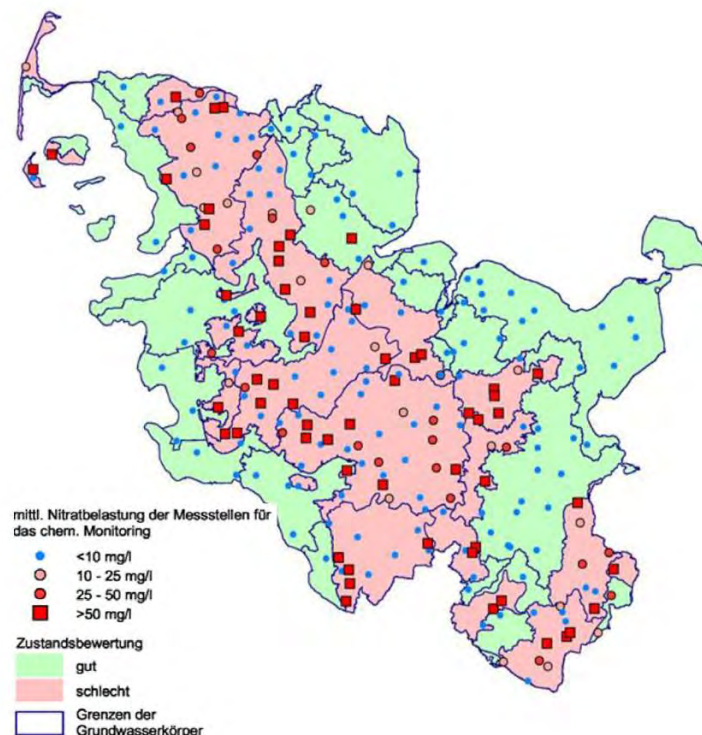 mittl. Nitratbelastung der Messstellen für
das chem. Monitoring
<10 mg/l
10 - 25 mg/l
25 - 50 mg/l
>50 mg/l
Zustandsbewertung
gut
schlecht
Grenzen der
Grundwasserkörper